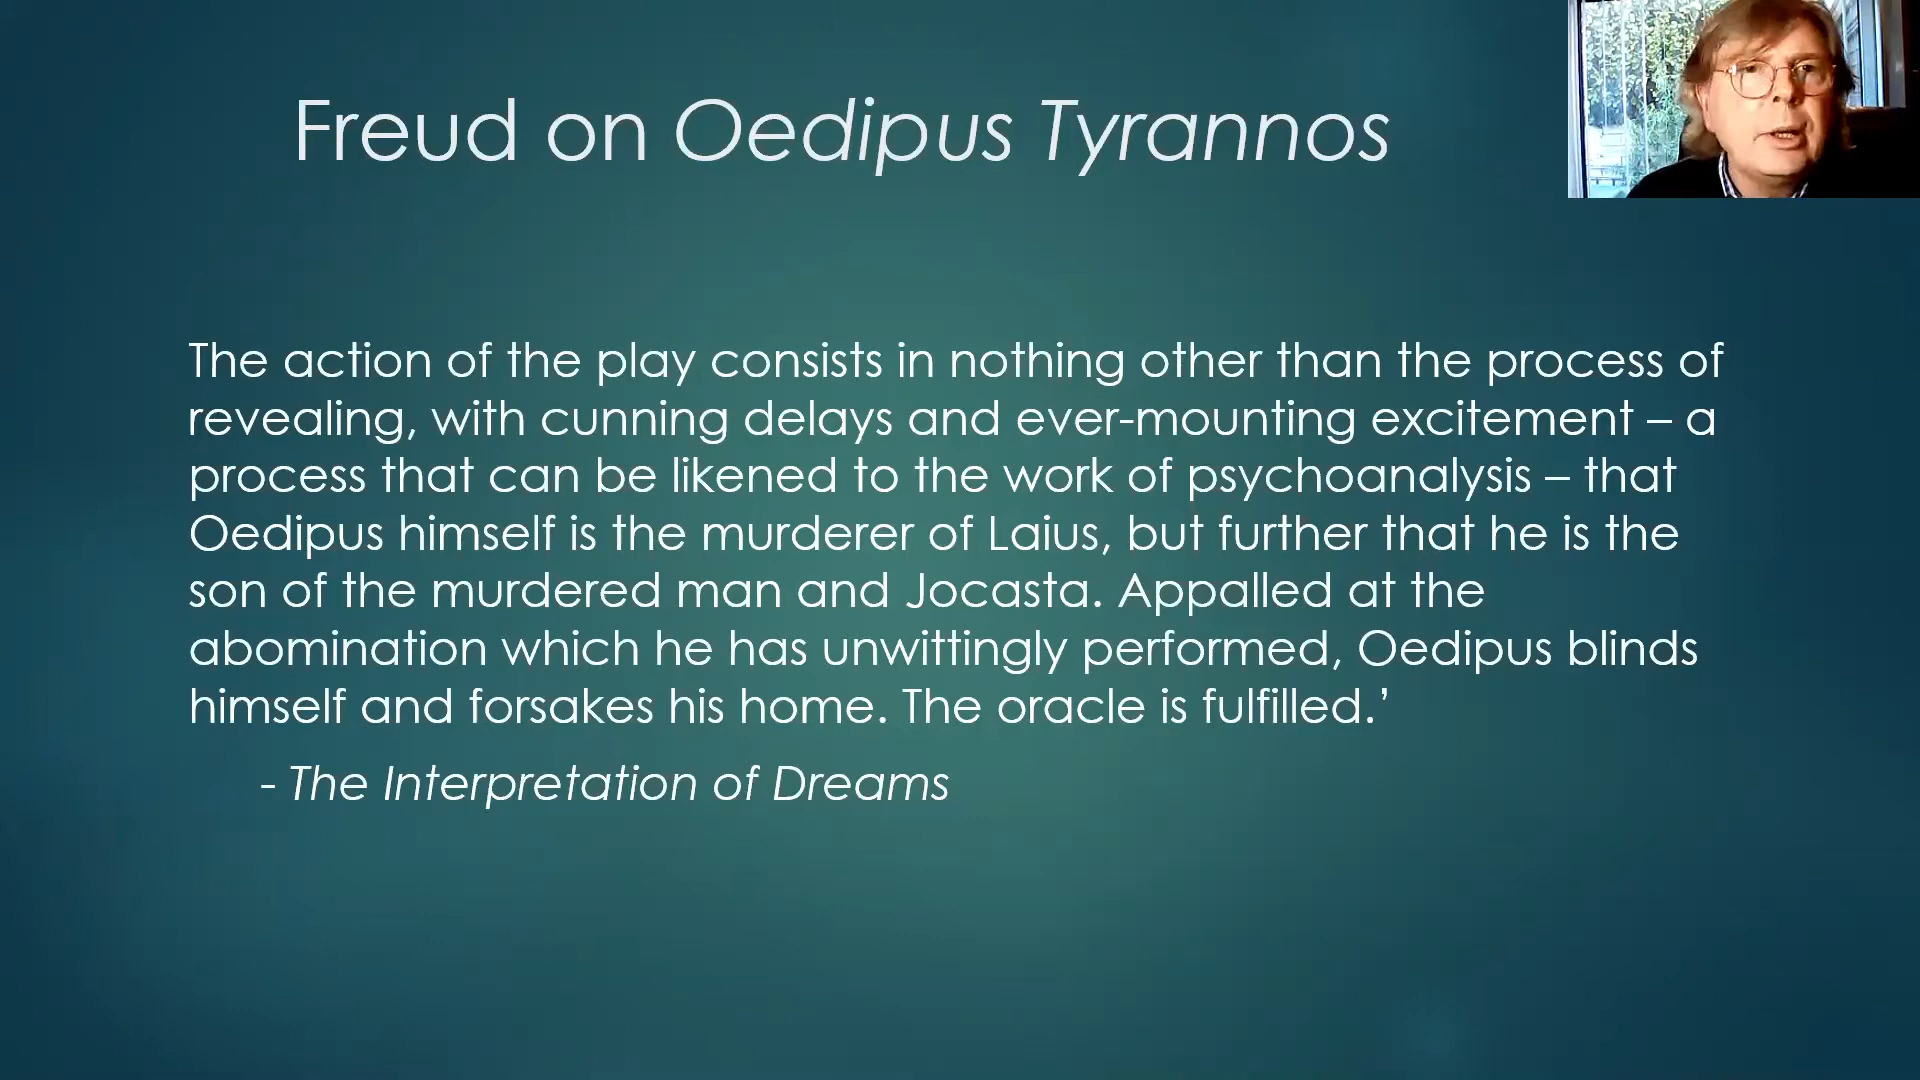 Freud on Oedipus Tyrannos
The action of the play consists in nothing other than the process of
revealing, with cunning delays and ever-mounting excitement – a
process that can be likened to the work of psychoanalysis – that
Oedipus himself is the murderer of Laius, but further that he is the
son of the murdered man and Jocasta. Appalled at the
abomination which he has unwittingly performed, Oedipus blinds
himself and forsakes his home. The oracle is fulfilled.’
- The Interpretation of Dreams